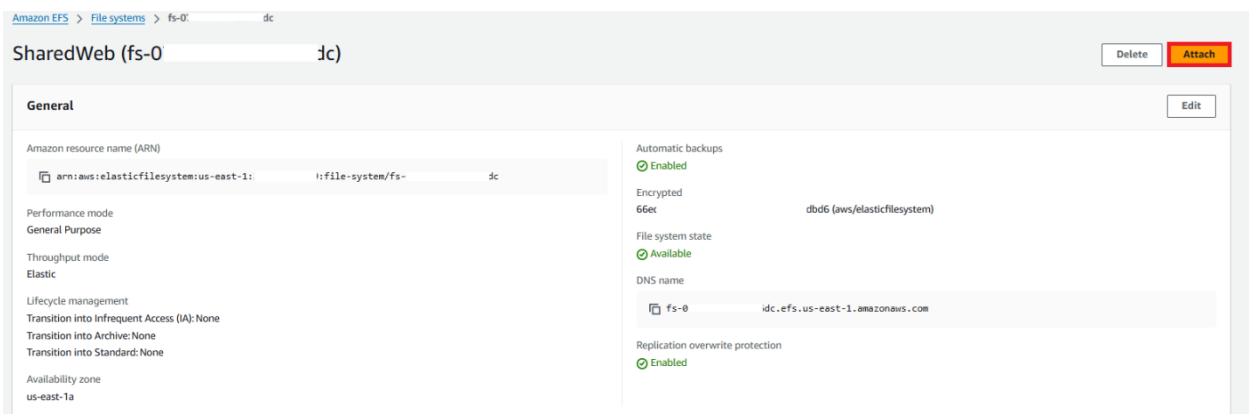 Amazon EFS > File systems > fs-0 dc
SharedWeb (fs-0 dc)
Delete
Attach
General
Edit
Amazon resource name (ARN)
arn:aws:elasticfilesystem:us-east-1: :file-system/fs- dc
Performance mode
General Purpose
Throughput mode
Elastic
Lifecycle management
Transition into Infrequent Access (IA): None
Transition into Archive: None
Transition into Standard: None
Availability zone
us-east-1a
Automatic backups
Enabled
Encrypted
66e dbd6 (aws/elasticfilesystem)
File system state
Available
DNS name
fs-0 dc.efs.us-east-1.amazonaws.com
Replication overwrite protection
Enabled